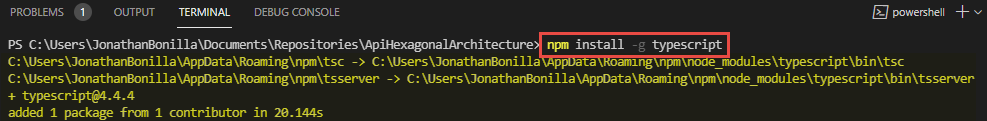 PROBLEMS 1 OUTPUT TERMINAL DEBUG CONSOLE powershell
PS C:\Users\JonathanBonilla\Documents\Repositories\ApiHexagonalArchitecture> npm install -g typescript
C:\Users\JonathanBonilla\AppData\Roaming\npm\tsc -> C:\Users\JonathanBonilla\AppData\Roaming\npm\node_modules\typescript\bin\tsc
C:\Users\JonathanBonilla\AppData\Roaming\npm\tsserver -> C:\Users\JonathanBonilla\AppData\Roaming\npm\node_modules\typescript\bin\tsserver
+ typescript@4.4.4
added 1 package from 1 contributor in 20.144s